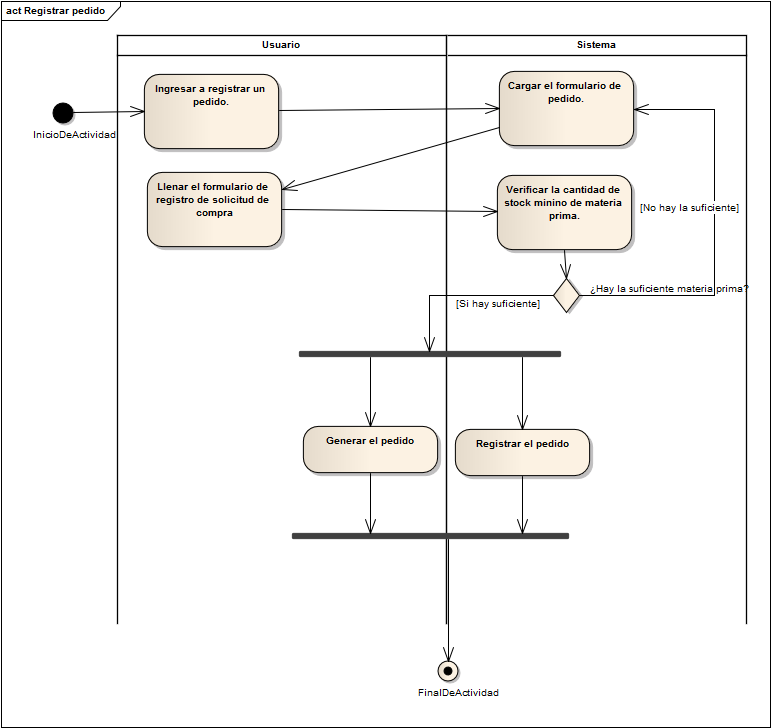 act Registrar pedido
Usuario
Sistema
Ingresar a registrar un
pedido.
Cargar el formulario de
pedido.
InicioDeActividad
Llenar el formulario de
registro de solicitud de
compra
Verificar la cantidad de
stock minino de materia
prima.
[No hay la suficiente]
¿Hay la suficiente materia prima?
[Si hay suficiente]
Generar el pedido
Registrar el pedido
FinalDeActividad